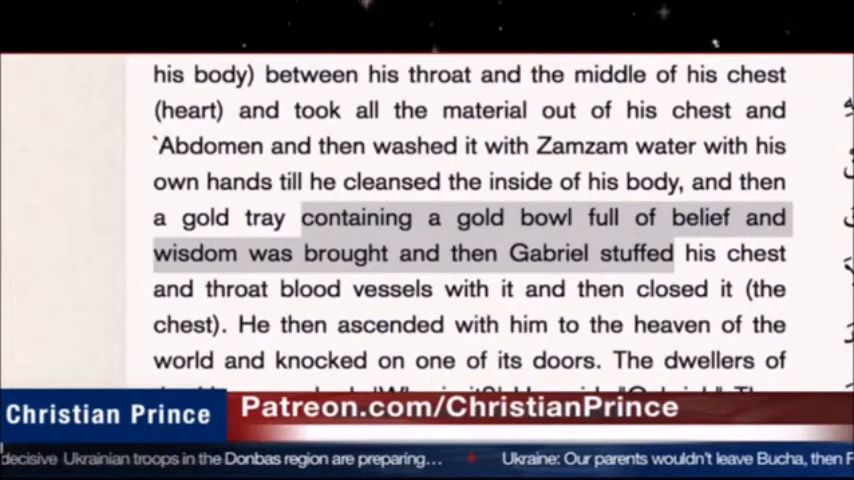 his body) between his throat and the middle of his chest
(heart) and took all the material out of his chest and
`Abdomen and then washed it with Zamzam water with his
own hands till he cleansed the inside of his body, and then
a gold tray containing a gold bowl full of belief and
wisdom was brought and then Gabriel stuffed his chest
and throat blood vessels with it and then closed it (the
chest). He then ascended with him to the heaven of the
world and knocked on one of its doors. The dwellers of
Christian Prince
Patreon.com/ChristianPrince
decisive Ukrainian troops in the Donbas region are preparing... Ukraine: Our parents wouldn't leave Bucha, then